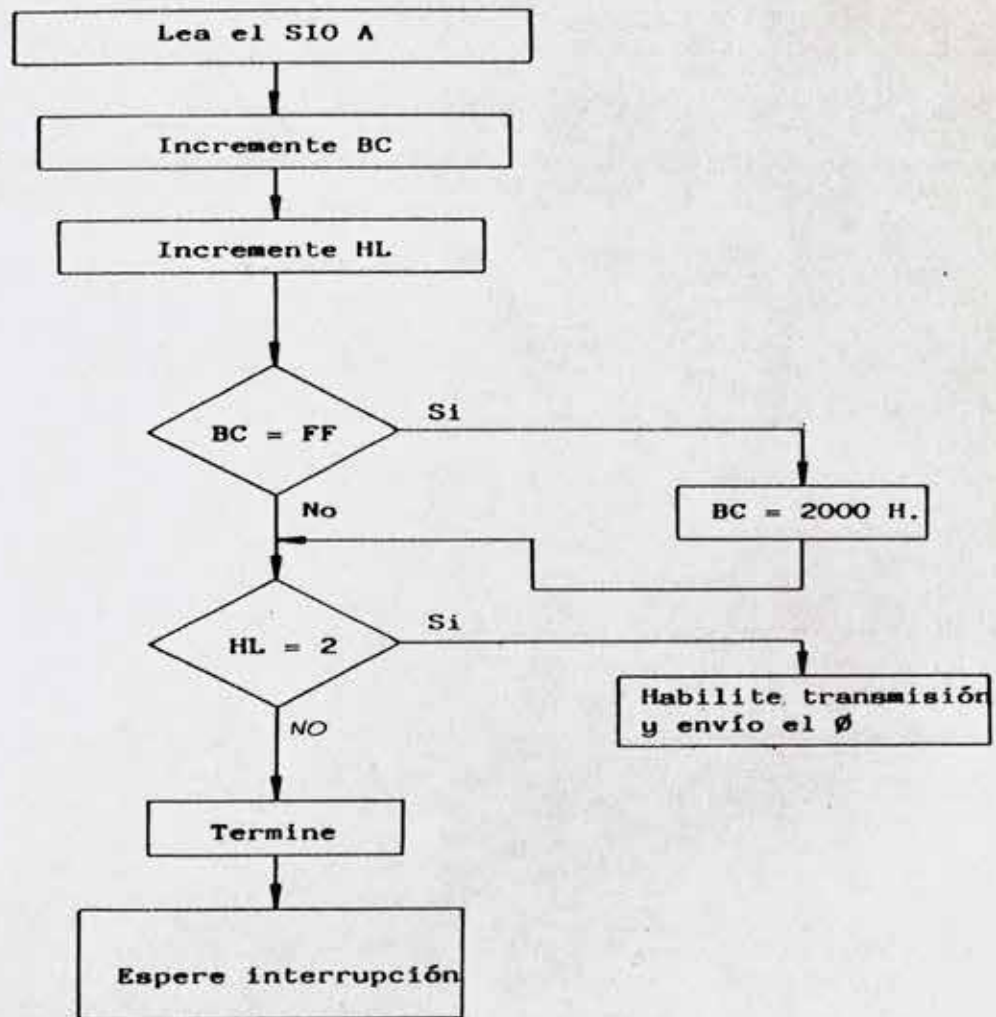 Lea el SIO A
Incremente BC
Incremente HL
BC = FF
Si
No
BC = 2000 H.
HL = 2
Si
NO
Habilite transmisión
y envío el Ø
Termine
Espere interrupción